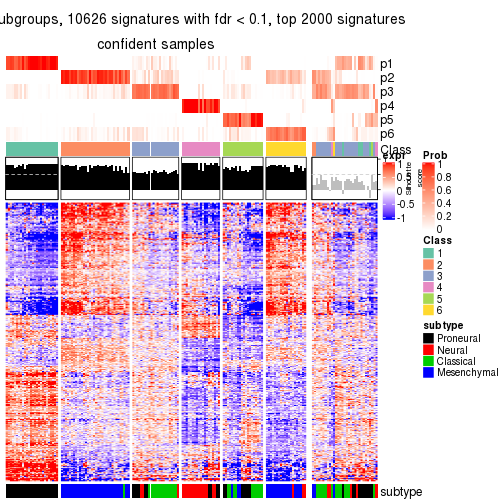 ubgroups, 10626 signatures with fdr < 0.1, top 2000 signatures
confident samples
p1
p2
p3
p4
p5
p6
Class
expr
1
0.5
0
-0.5
-1
Silhouette
score
Prob
1
0.8
0.6
0.4
0.2
0
Class
1
2
3
4
5
6
subtype
Proneural
Neural
Classical
Mesenchymal
subtype